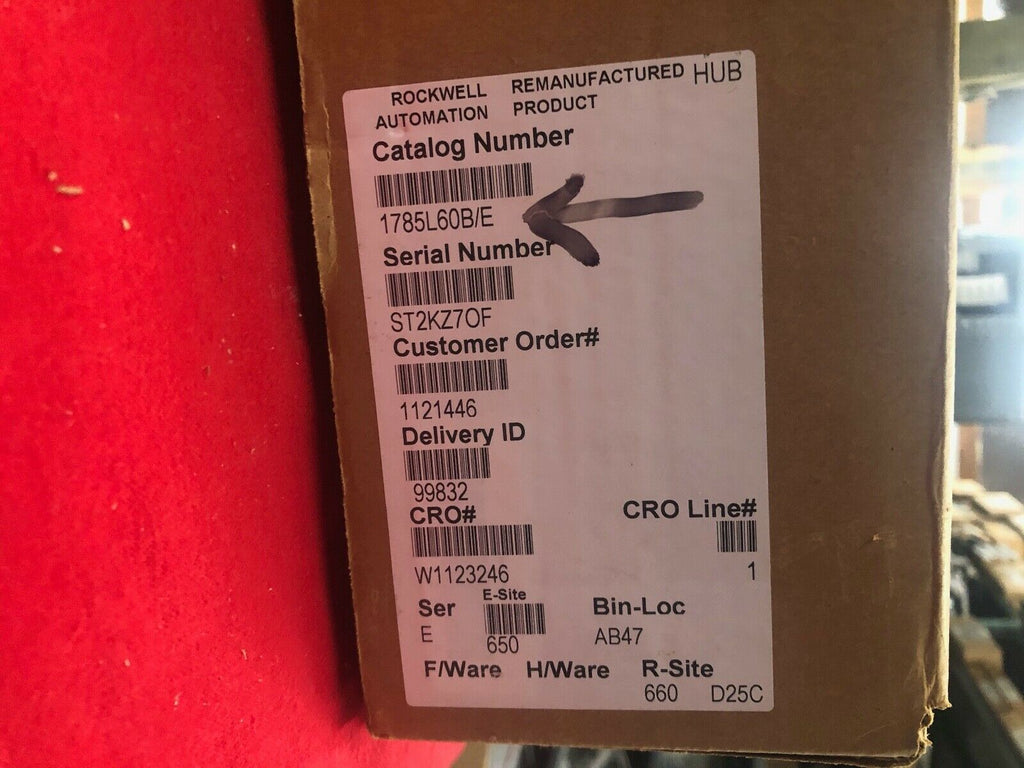 ROCKWELL REMANUFACTURED HUB
AUTOMATION PRODUCT
Catalog Number
1785L60B/E
Serial Number
ST2KZ7OF
Customer Order#
1121446
Delivery ID
99832
CRO# CRO Line#
W1123246 1
Ser E-Site Bin-Loc
E 650 AB47
F/Ware H/Ware R-Site
660 D25C